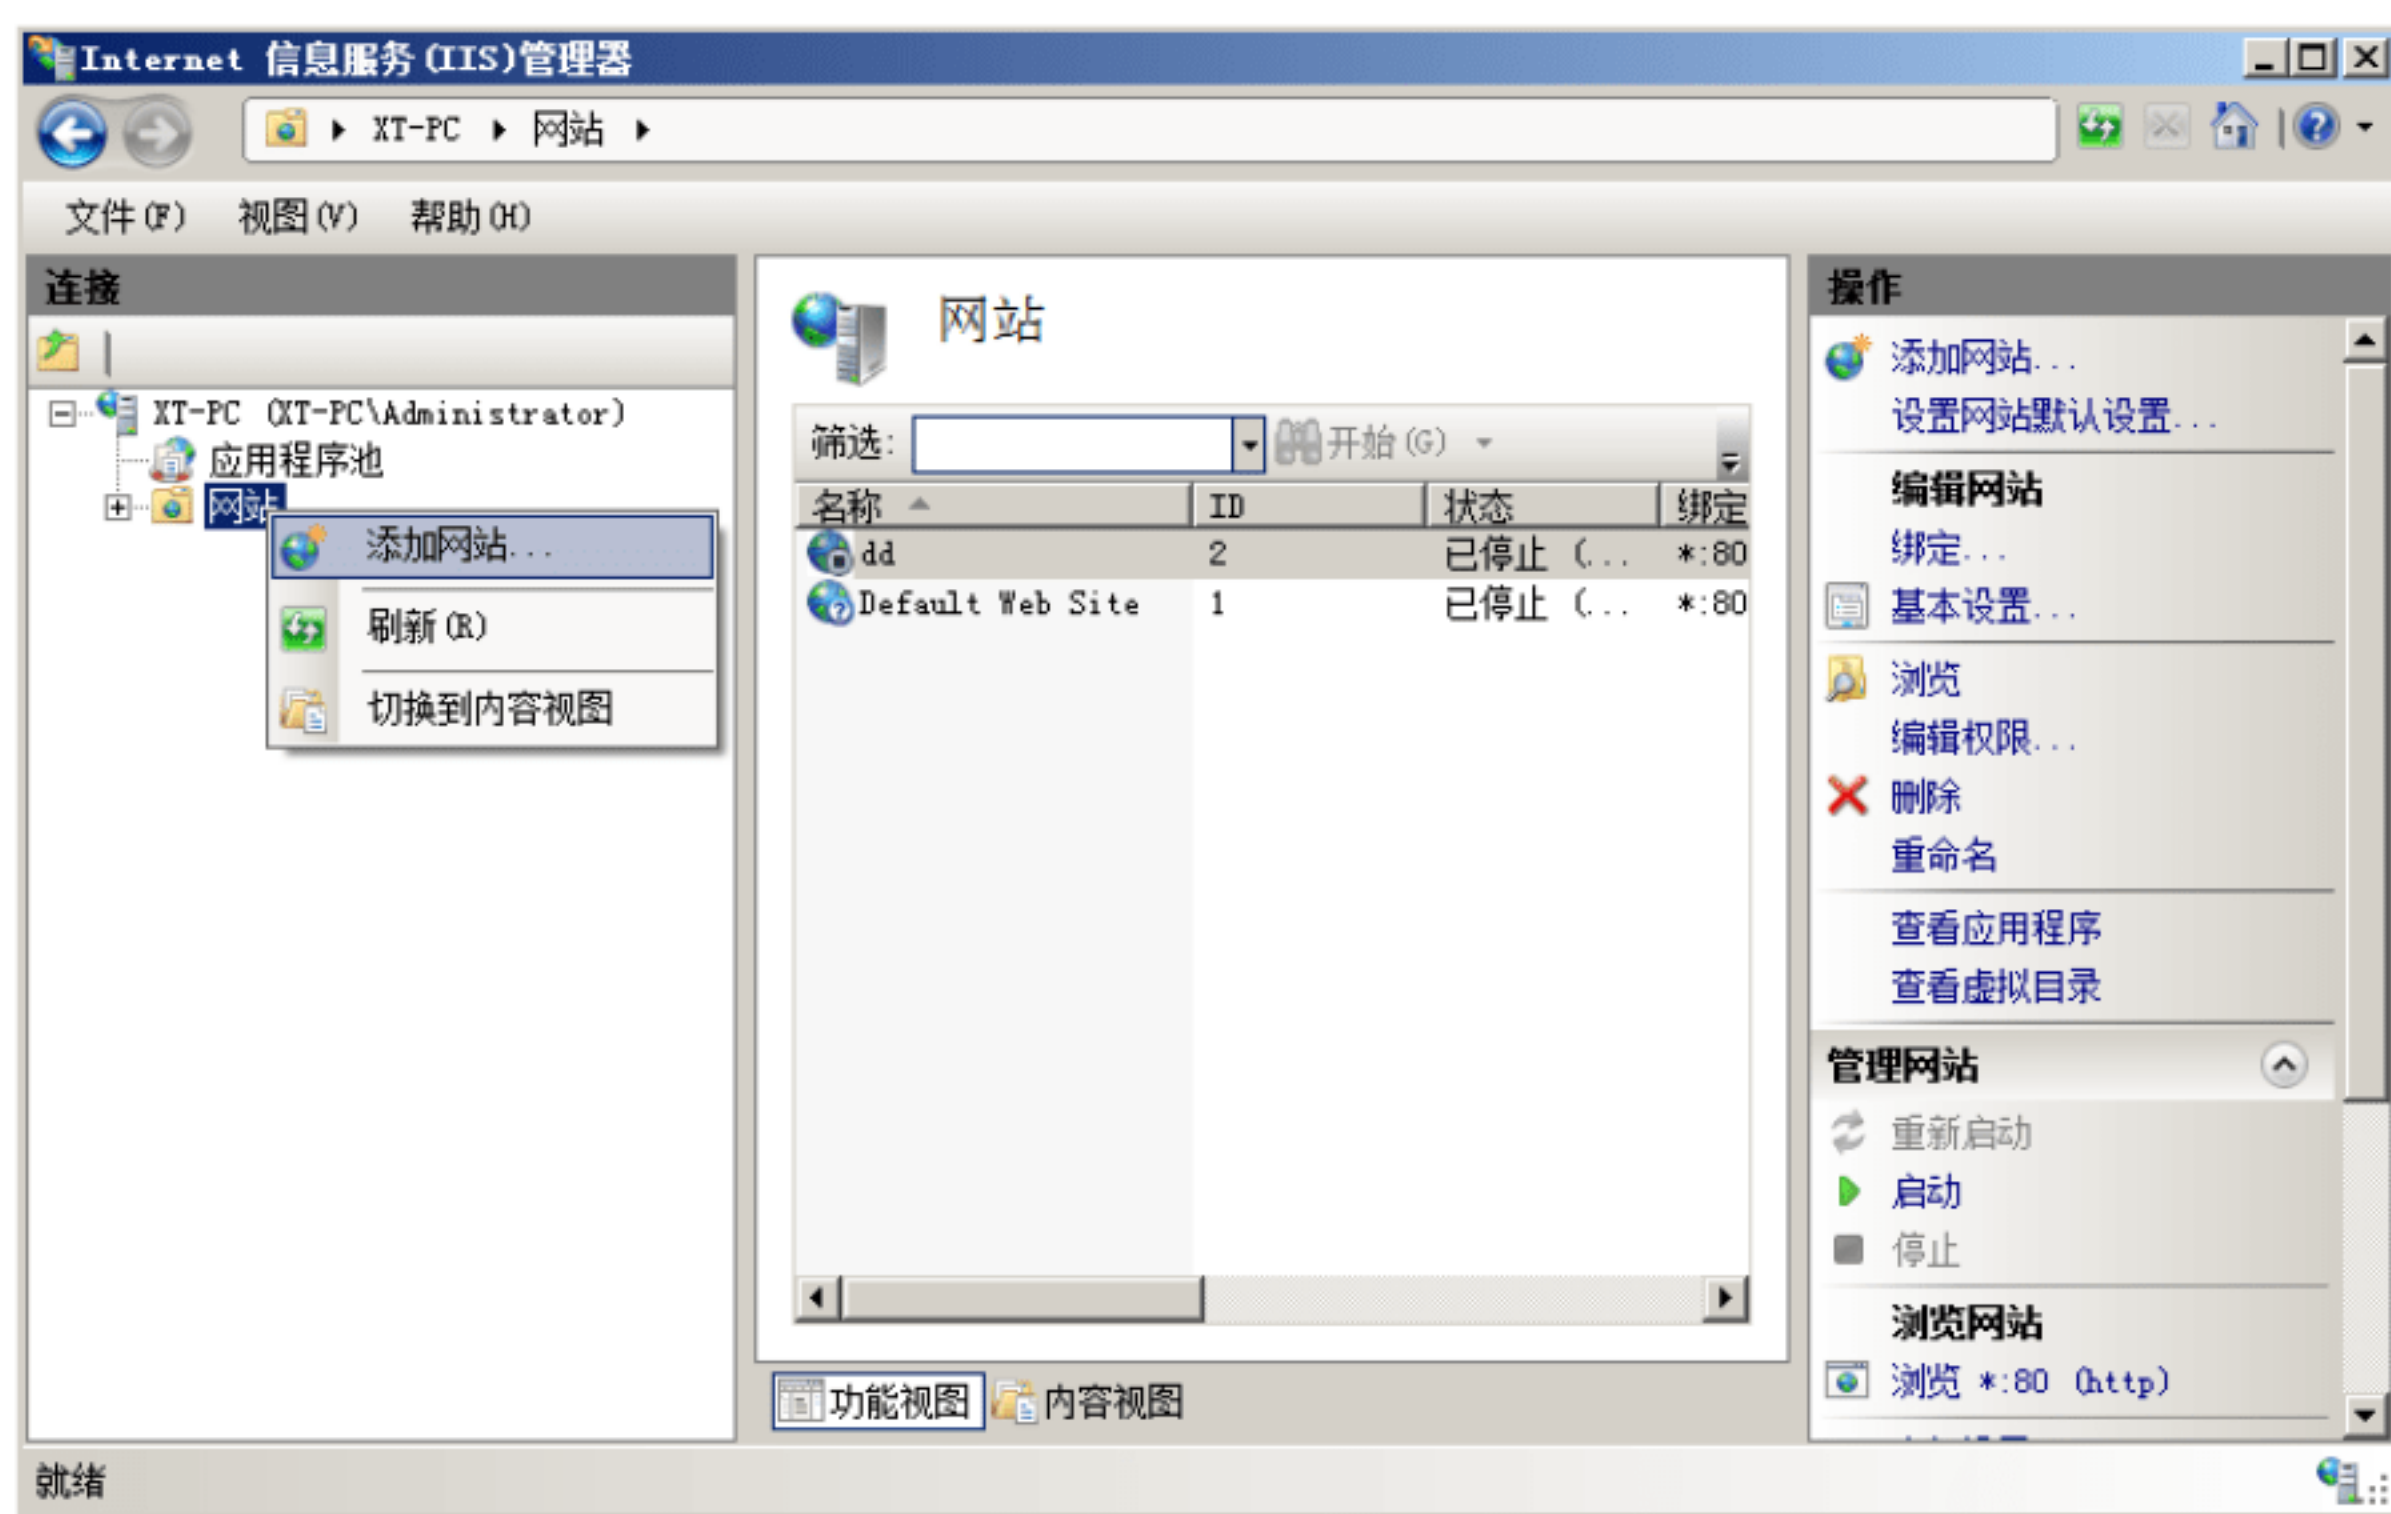 Internet 信息服务(IIS)管理器
XT-PC 网站
文件(F) 视图(V) 帮助(H)
连接
XT-PC (XT-PC\Administrator)
应用程序池
网站
添加网站...
刷新(R)
切换到内容视图
网站
筛选: 开始(G)
名称 ID 状态 绑定
dd 2 已停止 (... *:80
Default Web Site 1 已停止 (... *:80
功能视图 内容视图
操作
添加网站...
设置网站默认设置...
编辑网站
绑定...
基本设置...
浏览
编辑权限...
删除
重命名
查看应用程序
查看虚拟目录
管理网站
重新启动
启动
停止
浏览网站
浏览 *:80 (http)
就绪